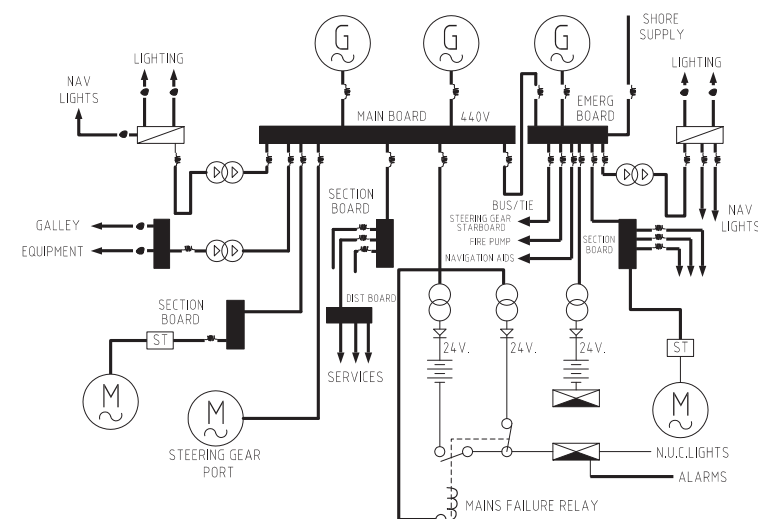 G
G
G
SHORE
SUPPLY
LIGHTING
LIGHTING
NAV
LIGHTS
EMERG
BOARD
MAIN BOARD 440V
SECTION
BOARD
BUS/TIE
STEERING GEAR
STARBOARD
NAV
LIGHTS
GALLEY
FIRE PUMP
SECTION
BOARD
EQUIPMENT
NAVIGATION AIDS
SECTION
BOARD
DIST BOARD
ST
24V.
24V.
24V.
ST
SERVICES
M
M
M
STEERING GEAR
PORT
N.U.C.LIGHTS
ALARMS
MAINS FAILURE RELAY